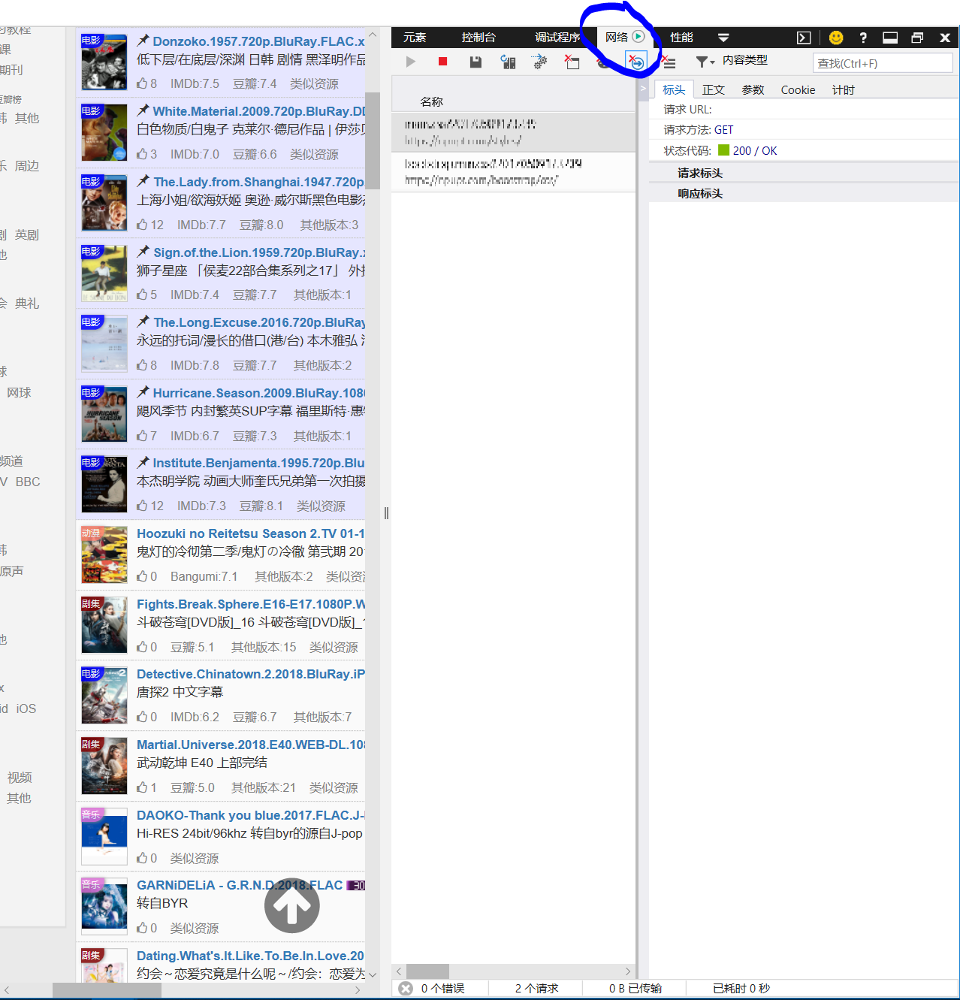 习教程
课
期刊
豆瓣榜
韩 其他
乐 周边
剧 英剧
他
会 典礼
球
网球
频道
V BBC
韩
原声
他
x
id iOS
视频
其他
电影
Donzoko.1957.720p.BluRay.FLAC.x
低下层/在底层/深渊 日韩 剧情 黑泽明作品
8 IMDb:7.5 豆瓣:7.4 类似资源
电影
White.Material.2009.720p.BluRay.DD
白色物质/白鬼子 克莱尔·德尼作品 | 伊莎贝
3 IMDb:7.0 豆瓣:6.6 类似资源
电影
The.Lady.from.Shanghai.1947.720p.
上海小姐/欲海妖姬 奥逊·威尔斯黑色电影杰
12 IMDb:7.7 豆瓣:8.0 其他版本:3
电影
Sign.of.the.Lion.1959.720p.BluRay.x
狮子星座 「侯麦22部合集系列之17」 外挂
5 IMDb:7.4 豆瓣:7.7 其他版本:1
电影
The.Long.Excuse.2016.720p.BluRay
永远的托词/漫长的借口(港/台) 本木雅弘
8 IMDb:7.8 豆瓣:7.7 其他版本:2
电影
Hurricane.Season.2009.BluRay.1080
飓风季节 内封繁英SUP字幕 福里斯特·惠特
7 IMDb:6.7 豆瓣:7.3 其他版本:1
电影
Institute.Benjamenta.1995.720p.Blu
本杰明学院 动画大师奎氏兄弟第一次拍摄
12 IMDb:7.3 豆瓣:8.1 类似资源
动漫
Hoozuki no Reitetsu Season 2.TV 01-1
鬼灯的冷彻第二季/鬼灯の冷徹 第弐期 20
0 Bangumi:7.1 其他版本:2 类似资源
剧集
Fights.Break.Sphere.E16-E17.1080P.W
斗破苍穹[DVD版]_16 斗破苍穹[DVD版]_
0 豆瓣:5.1 其他版本:15 类似资源
电影
Detective.Chinatown.2.2018.BluRay.iP
唐探2 中文字幕
0 IMDb:6.2 豆瓣:6.7 其他版本:7
剧集
Martial.Universe.2018.E40.WEB-DL.108
武动乾坤 E40 上部完结
1 豆瓣:5.0 其他版本:21 类似资源
音乐
DAOKO-Thank you blue.2017.FLAC.J-
Hi-RES 24bit/96khz 转自byr的源自J-pop
0 类似资源
音乐
GARNiDELiA - G.R.N.D.2018.FLAC 30
转自BYR
0 类似资源
剧集
Dating.What's.It.Like.To.Be.In.Love.20
约会～恋爱究竟是什么呢～/约会：恋爱为
元素 控制台 调试程序 网络 性能
内容类型 查找(Ctrl+F)
名称
标头 正文 参数 Cookie 计时
请求 URL:
请求方法: GET
状态代码: 200 / OK
请求标头
响应标头
0 个错误 2 个请求 0 B 已传输 已耗时 0 秒